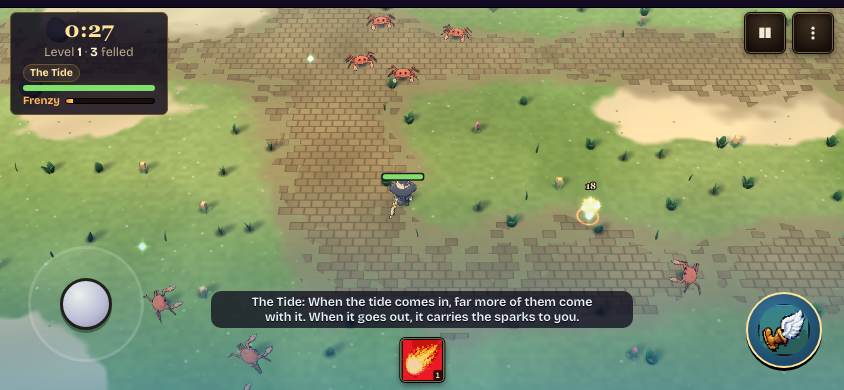 0:27
Level 1 · 3 felled
The Tide
Frenzy
18
The Tide: When the tide comes in, far more of them come
with it. When it goes out, it carries the sparks to you.
1